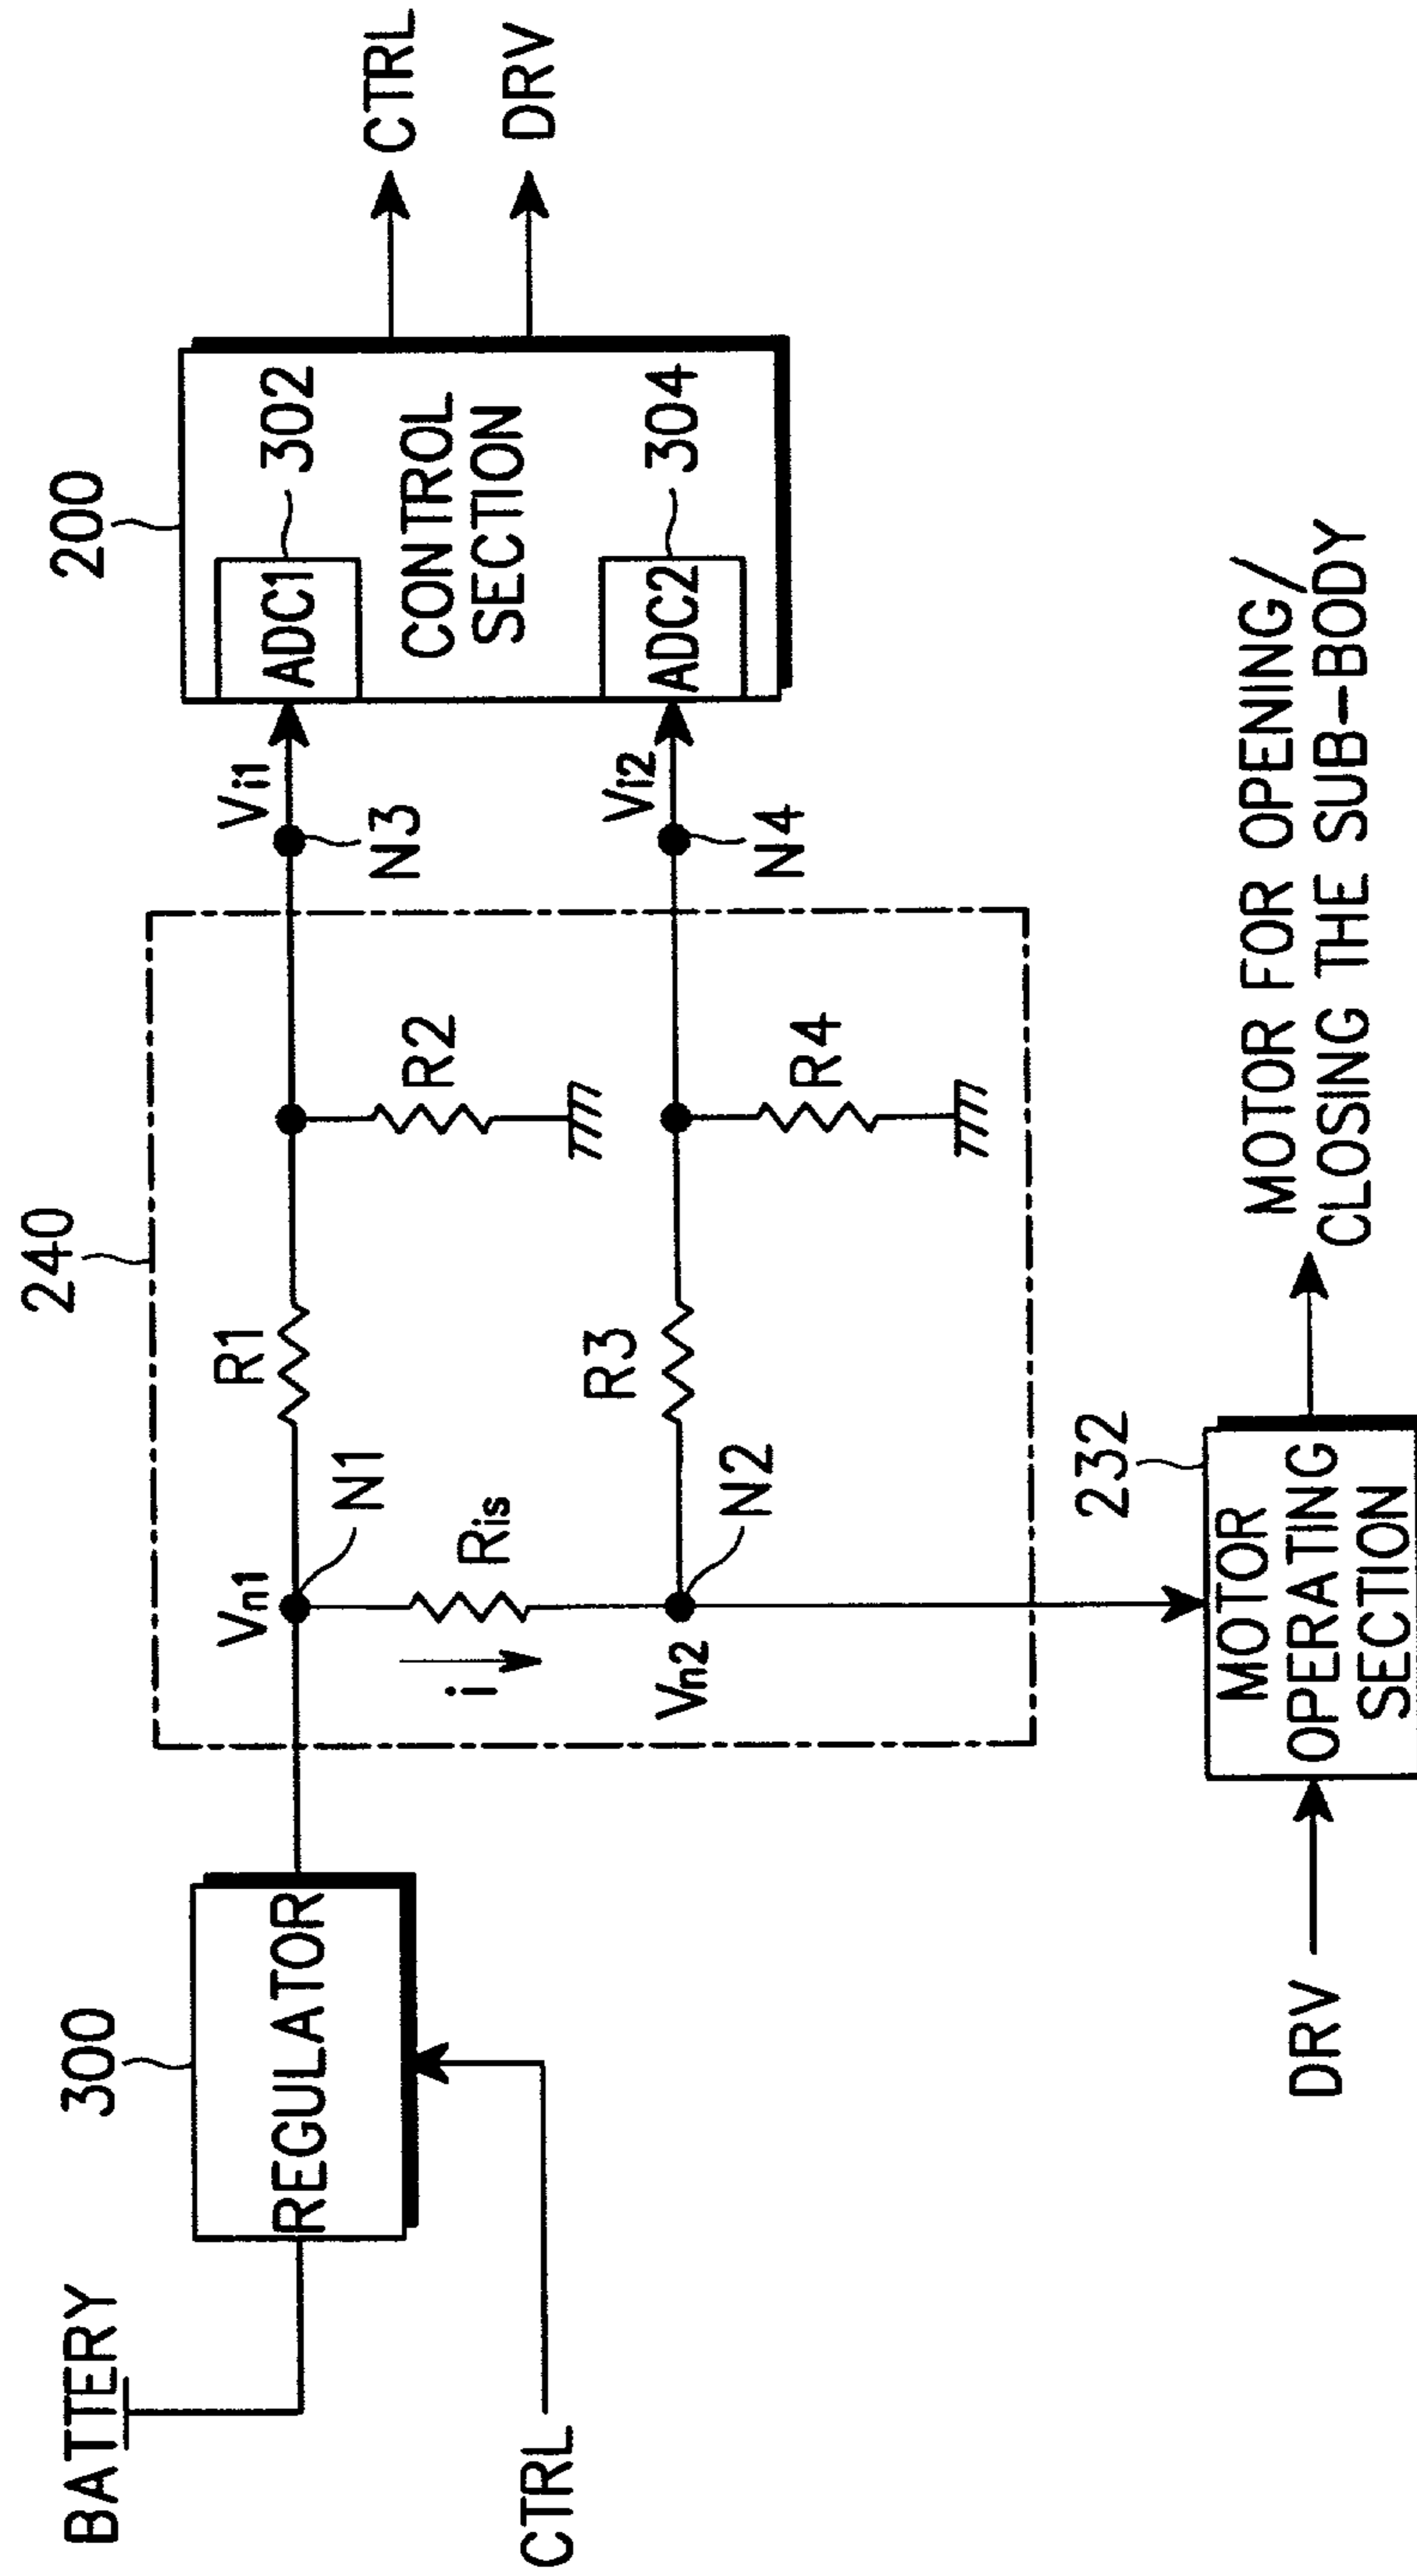 BATTERY
300
REGULATOR
CTRL
240
Vn1
N1
R1
R2
i
Ris
Vn2
N2
R3
R4
Vi1
N3
Vi2
N4
200
ADC1
302
CONTROL
SECTION
ADC2
304
CTRL
DRV
DRV
232
MOTOR
OPERATING
SECTION
MOTOR FOR OPENING/
CLOSING THE SUB-BODY